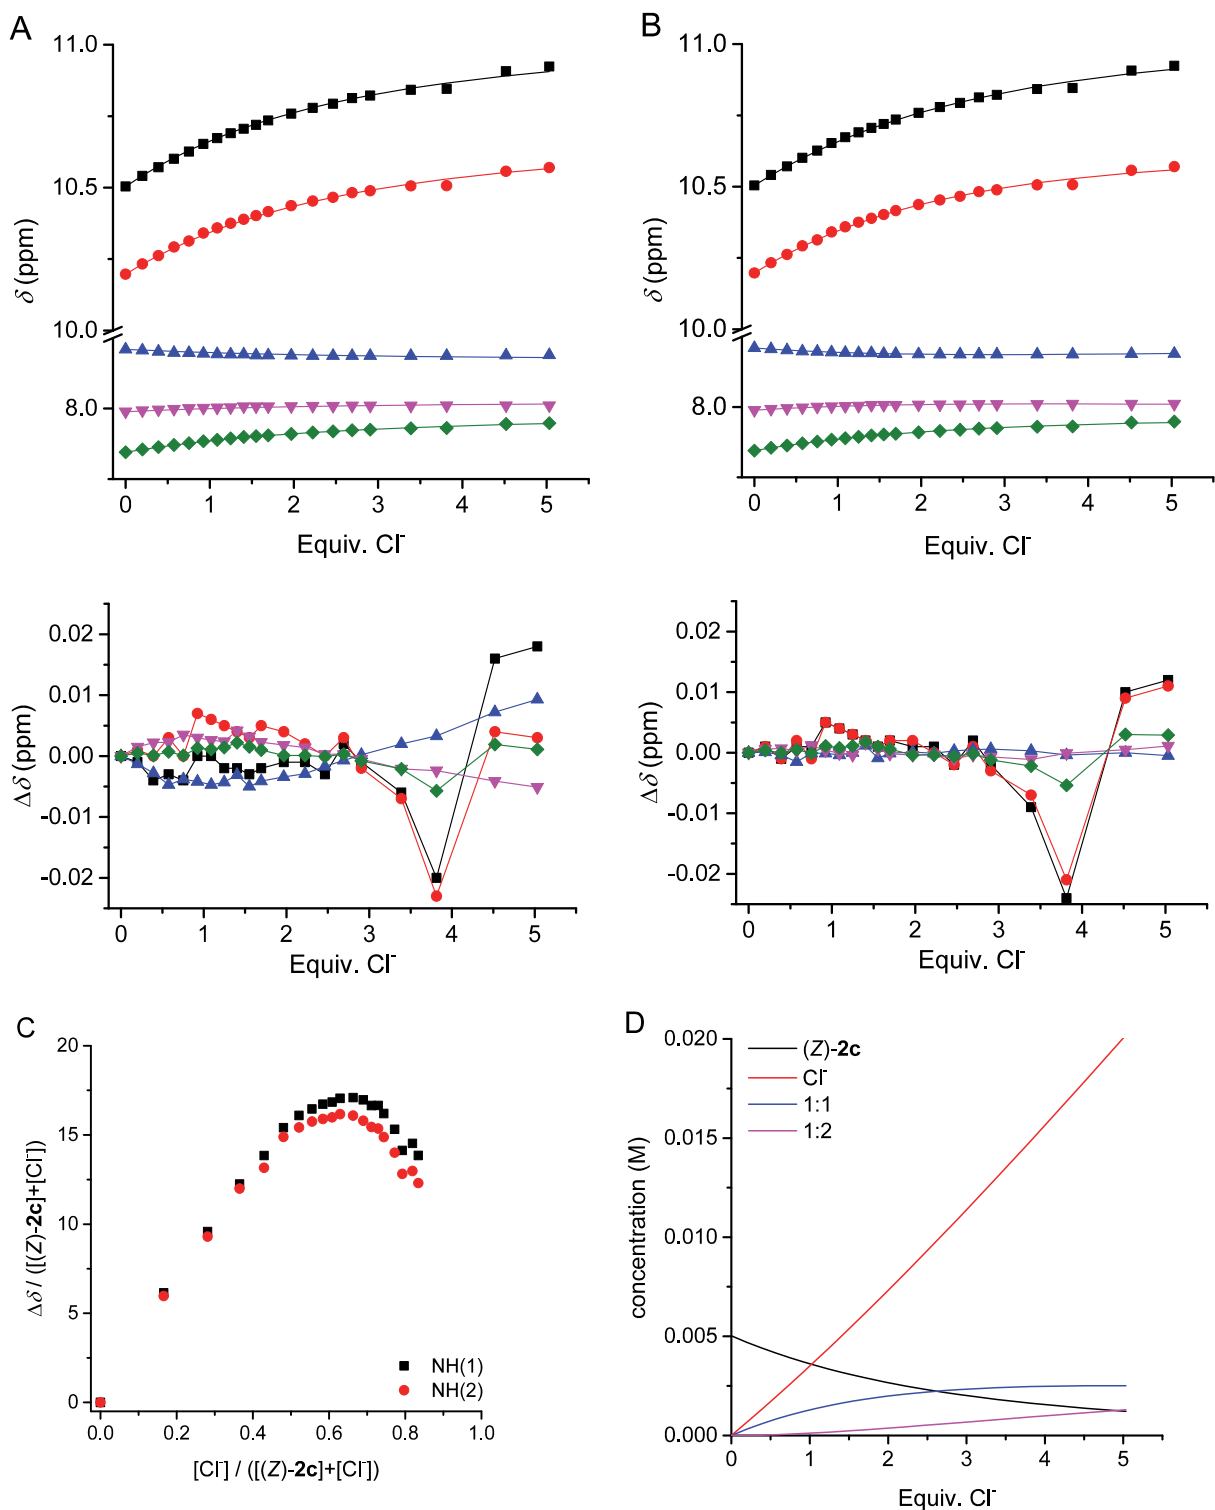 A
11.0
10.5
10.0
8.0
δ (ppm)
0 1 2 3 4 5
Equiv. Cl⁻
B
11.0
10.5
10.0
8.0
δ (ppm)
0 1 2 3 4 5
Equiv. Cl⁻
0.02
0.01
0.00
-0.01
-0.02
Δδ (ppm)
0 1 2 3 4 5
Equiv. Cl⁻
0.02
0.01
0.00
-0.01
-0.02
Δδ (ppm)
0 1 2 3 4 5
Equiv. Cl⁻
C
20
15
10
5
0
Δδ / ([(Z)-2c]+[Cl⁻])
NH(1)
NH(2)
0.0 0.2 0.4 0.6 0.8 1.0
[Cl⁻] / ([(Z)-2c]+[Cl⁻])
D
0.020
0.015
0.010
0.005
0.000
concentration (M)
(Z)-2c
Cl⁻
1:1
1:2
0 1 2 3 4 5
Equiv. Cl⁻